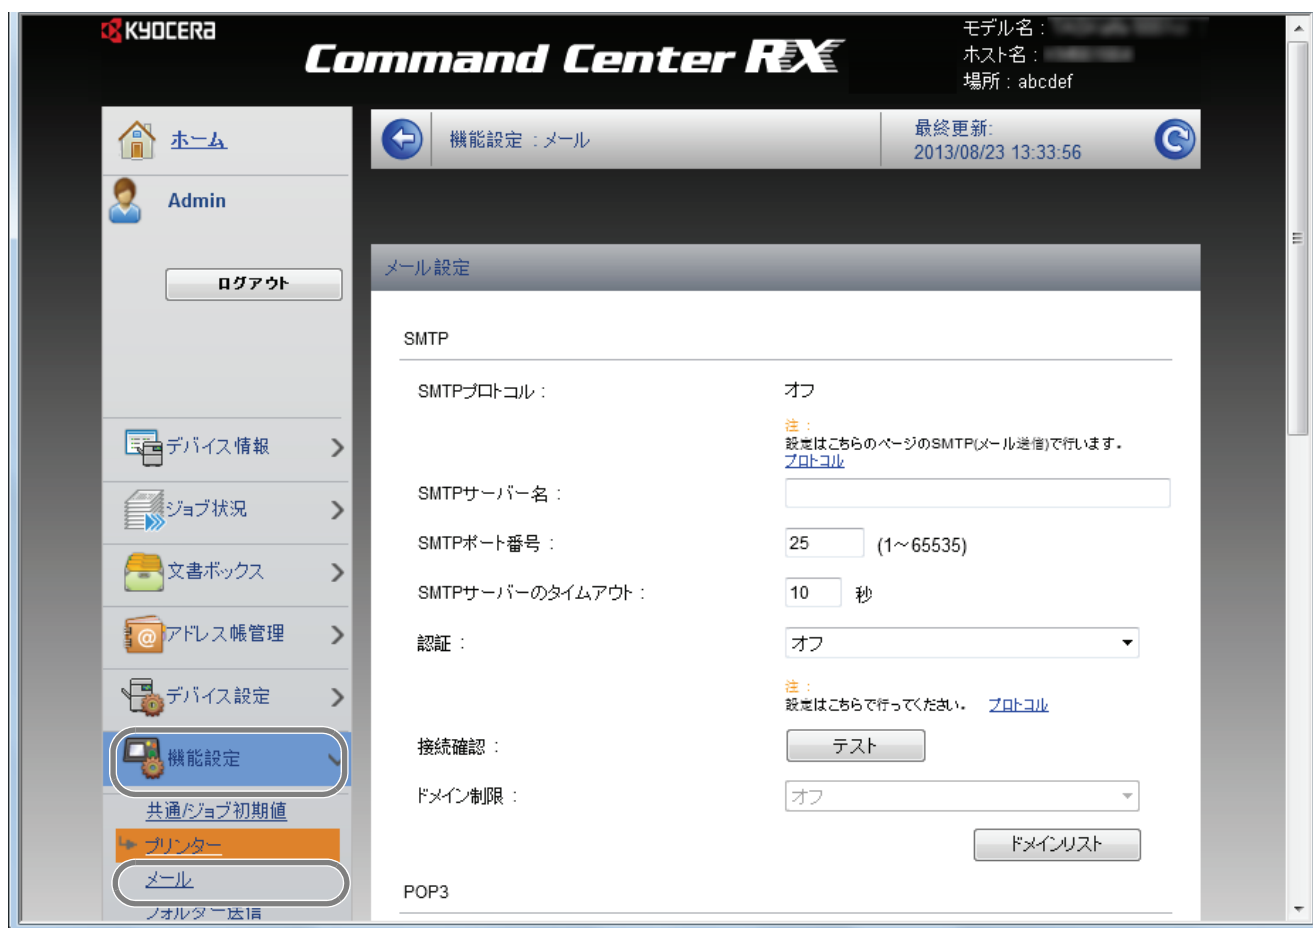 KYOCERA
Command Center RX
モデル名 :
ホスト名 :
場所 : abcdef
ホーム
Admin
ログアウト
デバイス情報
ジョブ状況
文書ボックス
アドレス帳管理
デバイス設定
機能設定
共通/ジョブ初期値
プリンター
メール
フォルダー送信
機能設定 : メール
最終更新:
2013/08/23 13:33:56
メール設定
SMTP
SMTPプロトコル :
オフ
注 :
設定はこちらのページのSMTP(メール送信)で行います。
プロトコル
SMTPサーバー名 :
SMTPポート番号 :
25 (1~65535)
SMTPサーバーのタイムアウト :
10 秒
認証 :
オフ
注 :
設定はこちらで行ってください。 プロトコル
接続確認 :
テスト
ドメイン制限 :
オフ
ドメインリスト
POP3